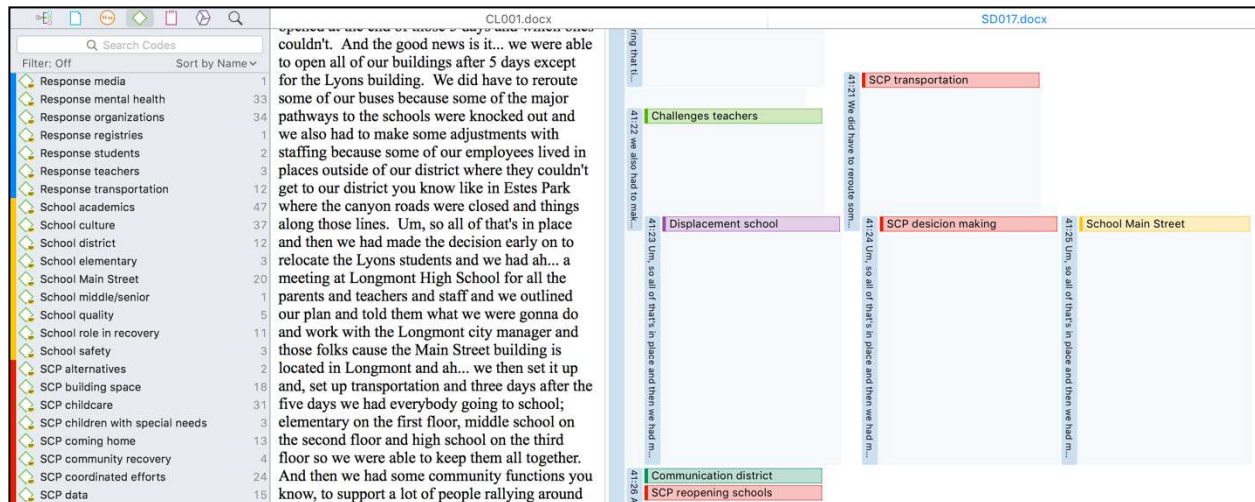 CL001.docx
SD017.docx
Search Codes
Filter: Off
Sort by Name
Response media 1
Response mental health 33
Response organizations 34
Response registries 1
Response students 2
Response teachers 3
Response transportation 12
School academics 47
School culture 37
School district 12
School elementary 3
School Main Street 20
School middle/senior 1
School quality 5
School role in recovery 11
School safety 3
SCP alternatives 2
SCP building space 18
SCP childcare 31
SCP children with special needs 3
SCP coming home 13
SCP community recovery 4
SCP coordinated efforts 24
SCP data 15
opened at the end of those 5 days and which ones
couldn't. And the good news is it... we were able
to open all of our buildings after 5 days except
for the Lyons building. We did have to reroute
some of our buses because some of the major
pathways to the schools were knocked out and
we also had to make some adjustments with
staffing because some of our employees lived in
places outside of our district where they couldn't
get to our district you know like in Estes Park
where the canyon roads were closed and things
along those lines. Um, so all of that's in place
and then we had made the decision early on to
relocate the Lyons students and we had ah... a
meeting at Longmont High School for all the
parents and teachers and staff and we outlined
our plan and told them what we were gonna do
and work with the Longmont city manager and
those folks cause the Main Street building is
located in Longmont and ah... we then set it up
and, set up transportation and three days after the
five days we had everybody going to school;
elementary on the first floor, middle school on
the second floor and high school on the third
floor so we were able to keep them all together.
And then we had some community functions you
know, to support a lot of people rallying around
ring that ti...
41:21 We did have to reroute som...
SCP transportation
41:22 we also had to mak...
Challenges teachers
41:23 Um, so all of that's in place and then we had m...
Displacement school
41:24 Um, so all of that's in place and then we had m...
SCP desicion making
41:25 Um, so all of that's in place and then we had m...
School Main Street
41:26 A
Communication district
SCP reopening schools